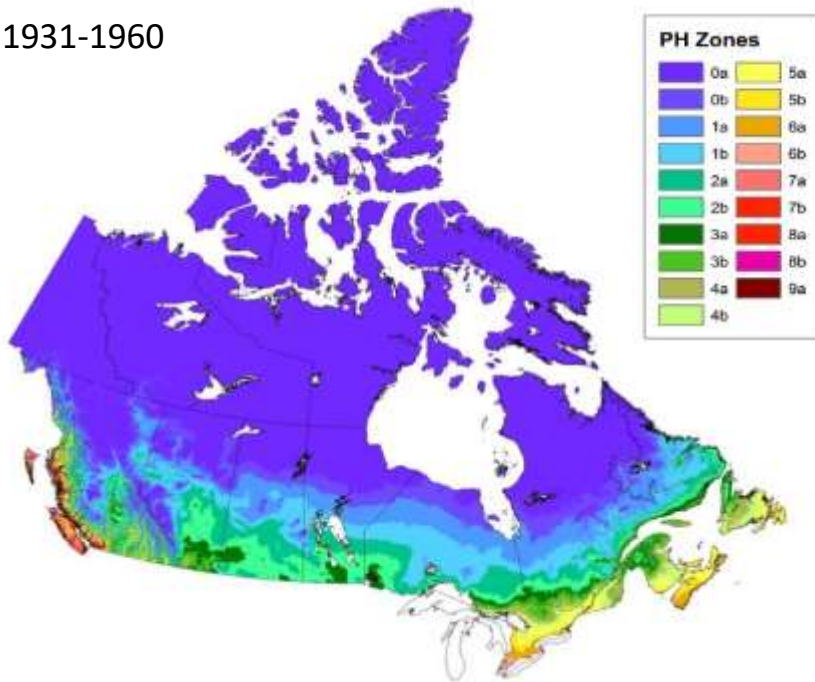 1931-1960
PH Zones
0a 5a
0b 5b
1a 6a
1b 6b
2a 7a
2b 7b
3a 8a
3b 8b
4a 9a
4b